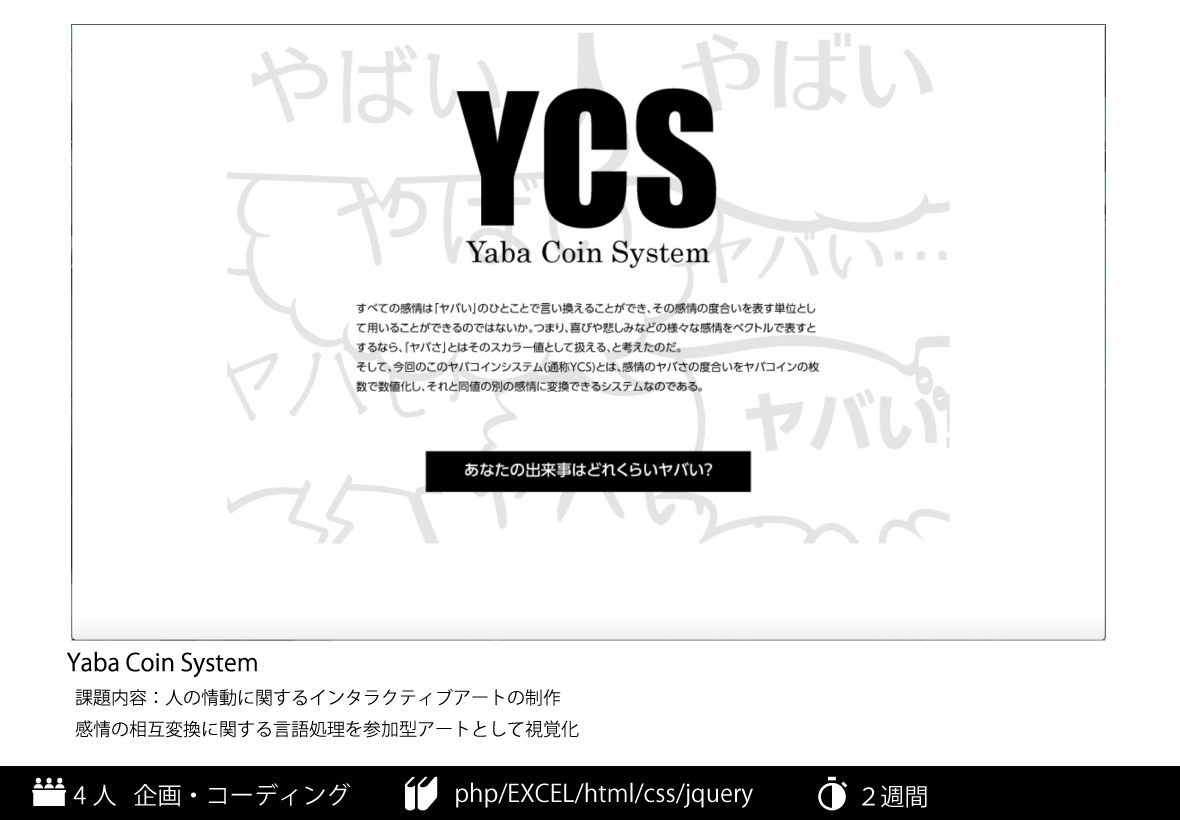 やばい
やばい
YCS
やばい
Yaba Coin System
ヤバい…
すべての感情は「ヤバい」のひとことで言い換えることができ、その感情の度合いを表す単位とし
て用いることができるのではないか。つまり、喜びや悲しみなどの様々な感情をベクトルで表すと
するなら、「ヤバさ」とはそのスカラー値として扱える、と考えたのだ。
そして、今回のこのヤバコインシステム(通称YCS)とは、感情のヤバさの度合いをヤバコインの枚
数で数値化し、それと同値の別の感情に変換できるシステムなのである。
ヤバい
ヤバい!
あなたの出来事はどれくらいヤバい?
ヤバい
Yaba Coin System
課題内容：人の情動に関するインタラクティブアートの制作
感情の相互変換に関する言語処理を参加型アートとして視覚化
4人 企画・コーディング php/EXCEL/html/css/jquery 2週間